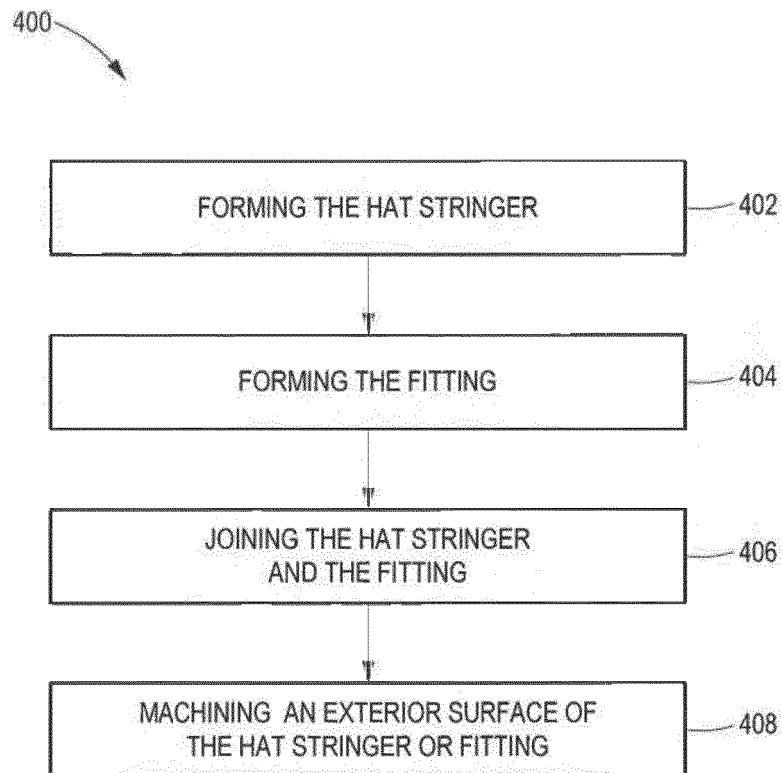 400
FORMING THE HAT STRINGER
402
FORMING THE FITTING
404
JOINING THE HAT STRINGER
AND THE FITTING
406
MACHINING AN EXTERIOR SURFACE OF
THE HAT STRINGER OR FITTING
408